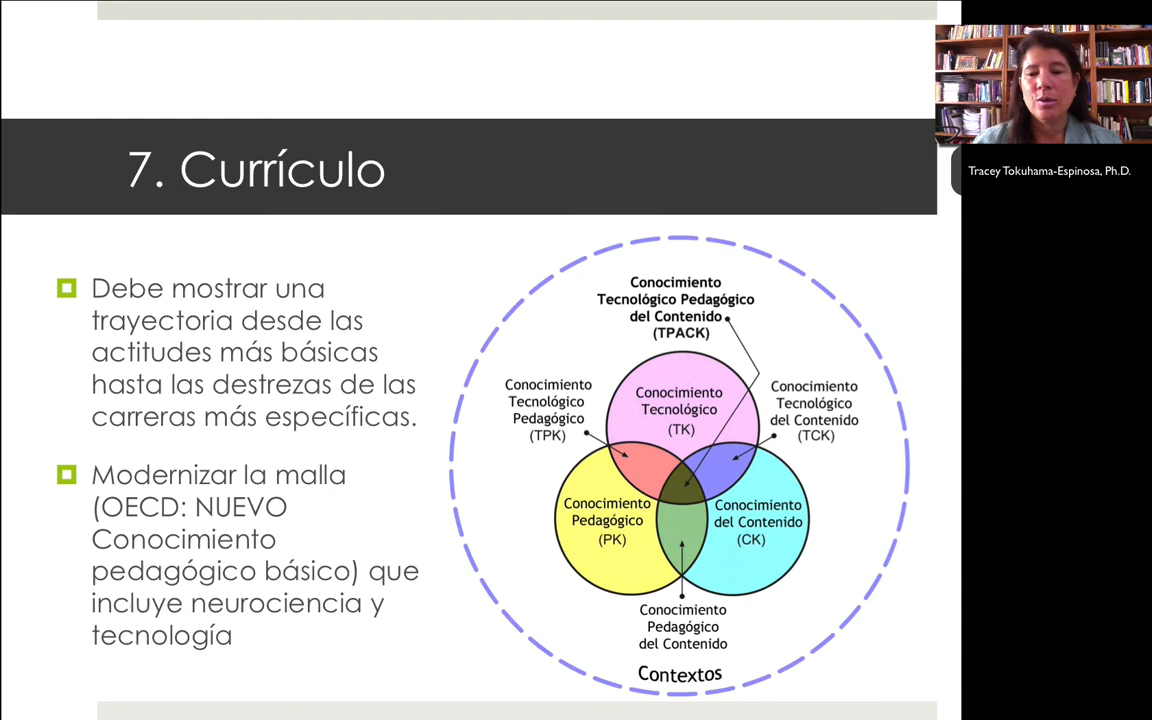 7. Currículo
Tracey Tokuhama-Espinosa, Ph.D.
Debe mostrar una
trayectoria desde las
actitudes más básicas
hasta las destrezas de las
carreras más específicas.
Modernizar la malla
(OECD: NUEVO
Conocimiento
pedagógico básico) que
incluye neurociencia y
tecnología
Conocimiento
Tecnológico Pedagógico
del Contenido
(TPACK)
Conocimiento
Tecnológico
Pedagógico
(TPK)
Conocimiento
Tecnológico
(TK)
Conocimiento
Tecnológico
del Contenido
(TCK)
Conocimiento
Pedagógico
(PK)
Conocimiento
del Contenido
(CK)
Conocimiento
Pedagógico
del Contenido
Contextos